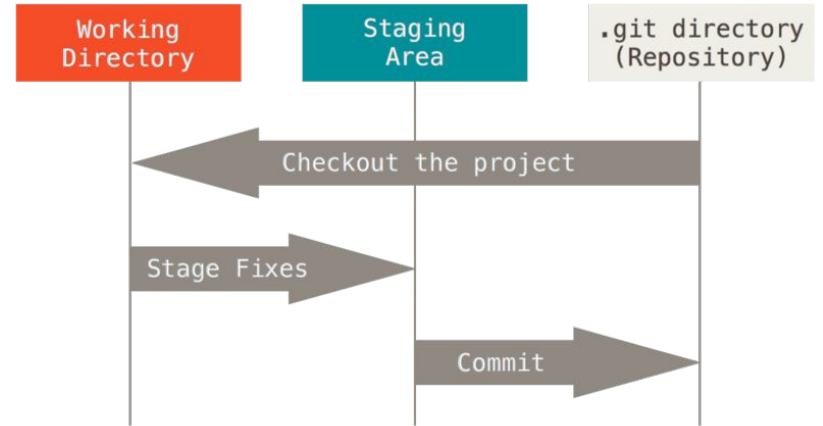 Working
Directory
Staging
Area
.git directory
(Repository)
Checkout the project
Stage Fixes
Commit